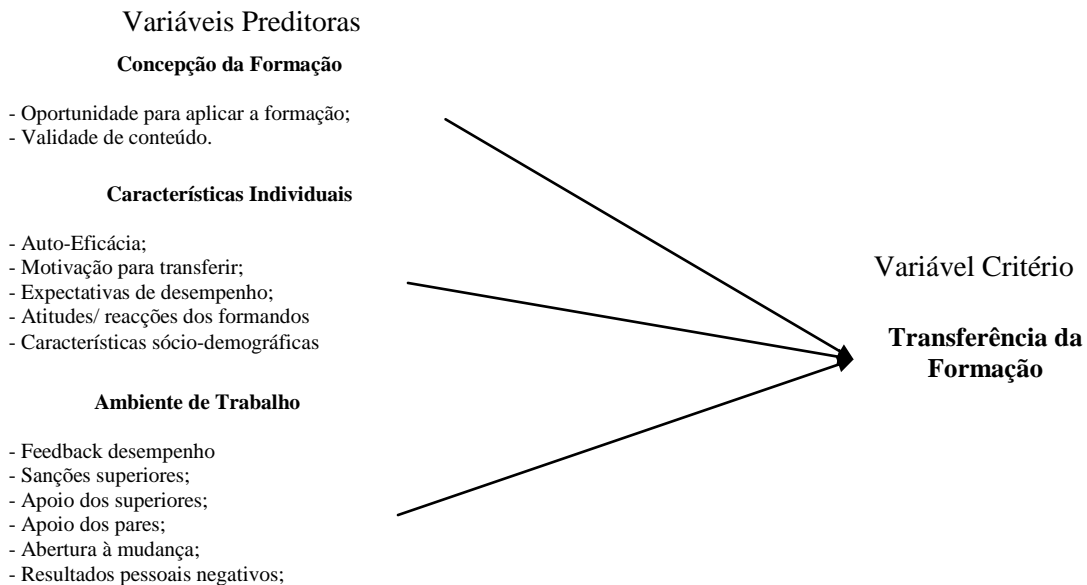 Variáveis Preditoras
Concepção da Formação
- Oportunidade para aplicar a formação;
- Validade de conteúdo.
Características Individuais
- Auto-Eficácia;
- Motivação para transferir;
- Expectativas de desempenho;
- Atitudes/ reacções dos formandos
- Características sócio-demográficas
Ambiente de Trabalho
- Feedback desempenho
- Sanções superiores;
- Apoio dos superiores;
- Apoio dos pares;
- Abertura à mudança;
- Resultados pessoais negativos;
Variável Critério
Transferência da
Formação